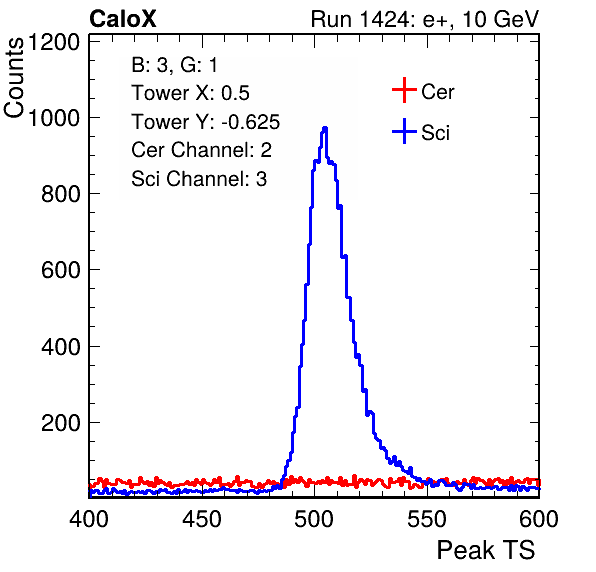 CaloX Run 1424: e+, 10 GeV
Counts
1200
1000
800
600
400
200
B: 3, G: 1
Tower X: 0.5
Tower Y: -0.625
Cer Channel: 2
Sci Channel: 3
Cer
Sci
400 450 500 550 600
Peak TS